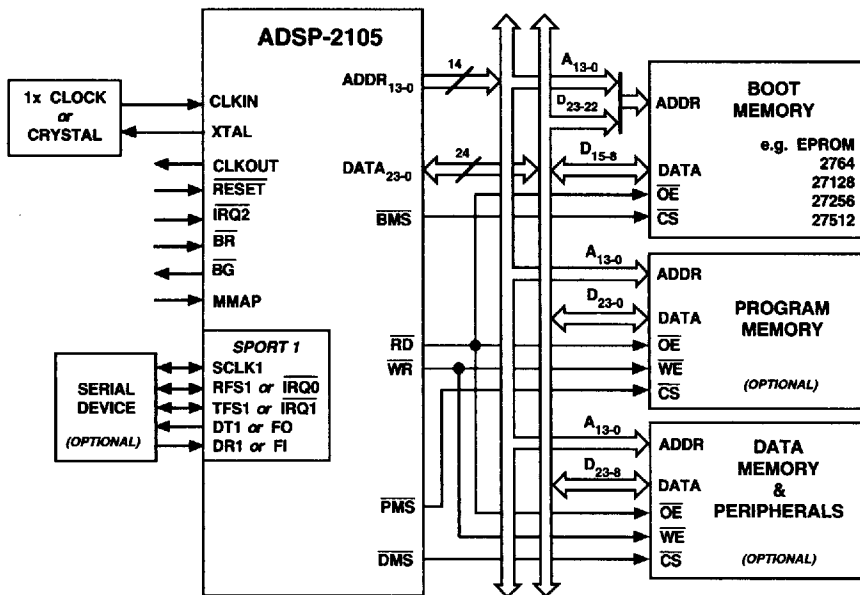 ADSP-2105
1x CLOCK
or
CRYSTAL
CLKIN
XTAL
CLKOUT
RESET
IRQ2
BR
BG
MMAP
SPORT 1
SCLK1
RFS1 or IRQ0
TFS1 or IRQ1
DT1 or FO
DR1 or FI
SERIAL
DEVICE
(OPTIONAL)
ADDR13-0
14
DATA23-0
24
BMS
RD
WR
PMS
DMS
A13-0
D23-22
D15-8
ADDR
DATA
OE
CS
BOOT
MEMORY
e.g. EPROM
2764
27128
27256
27512
A13-0
D23-0
ADDR
DATA
OE
WE
CS
PROGRAM
MEMORY
(OPTIONAL)
A13-0
D23-8
ADDR
DATA
OE
WE
CS
DATA
MEMORY
&
PERIPHERALS
(OPTIONAL)